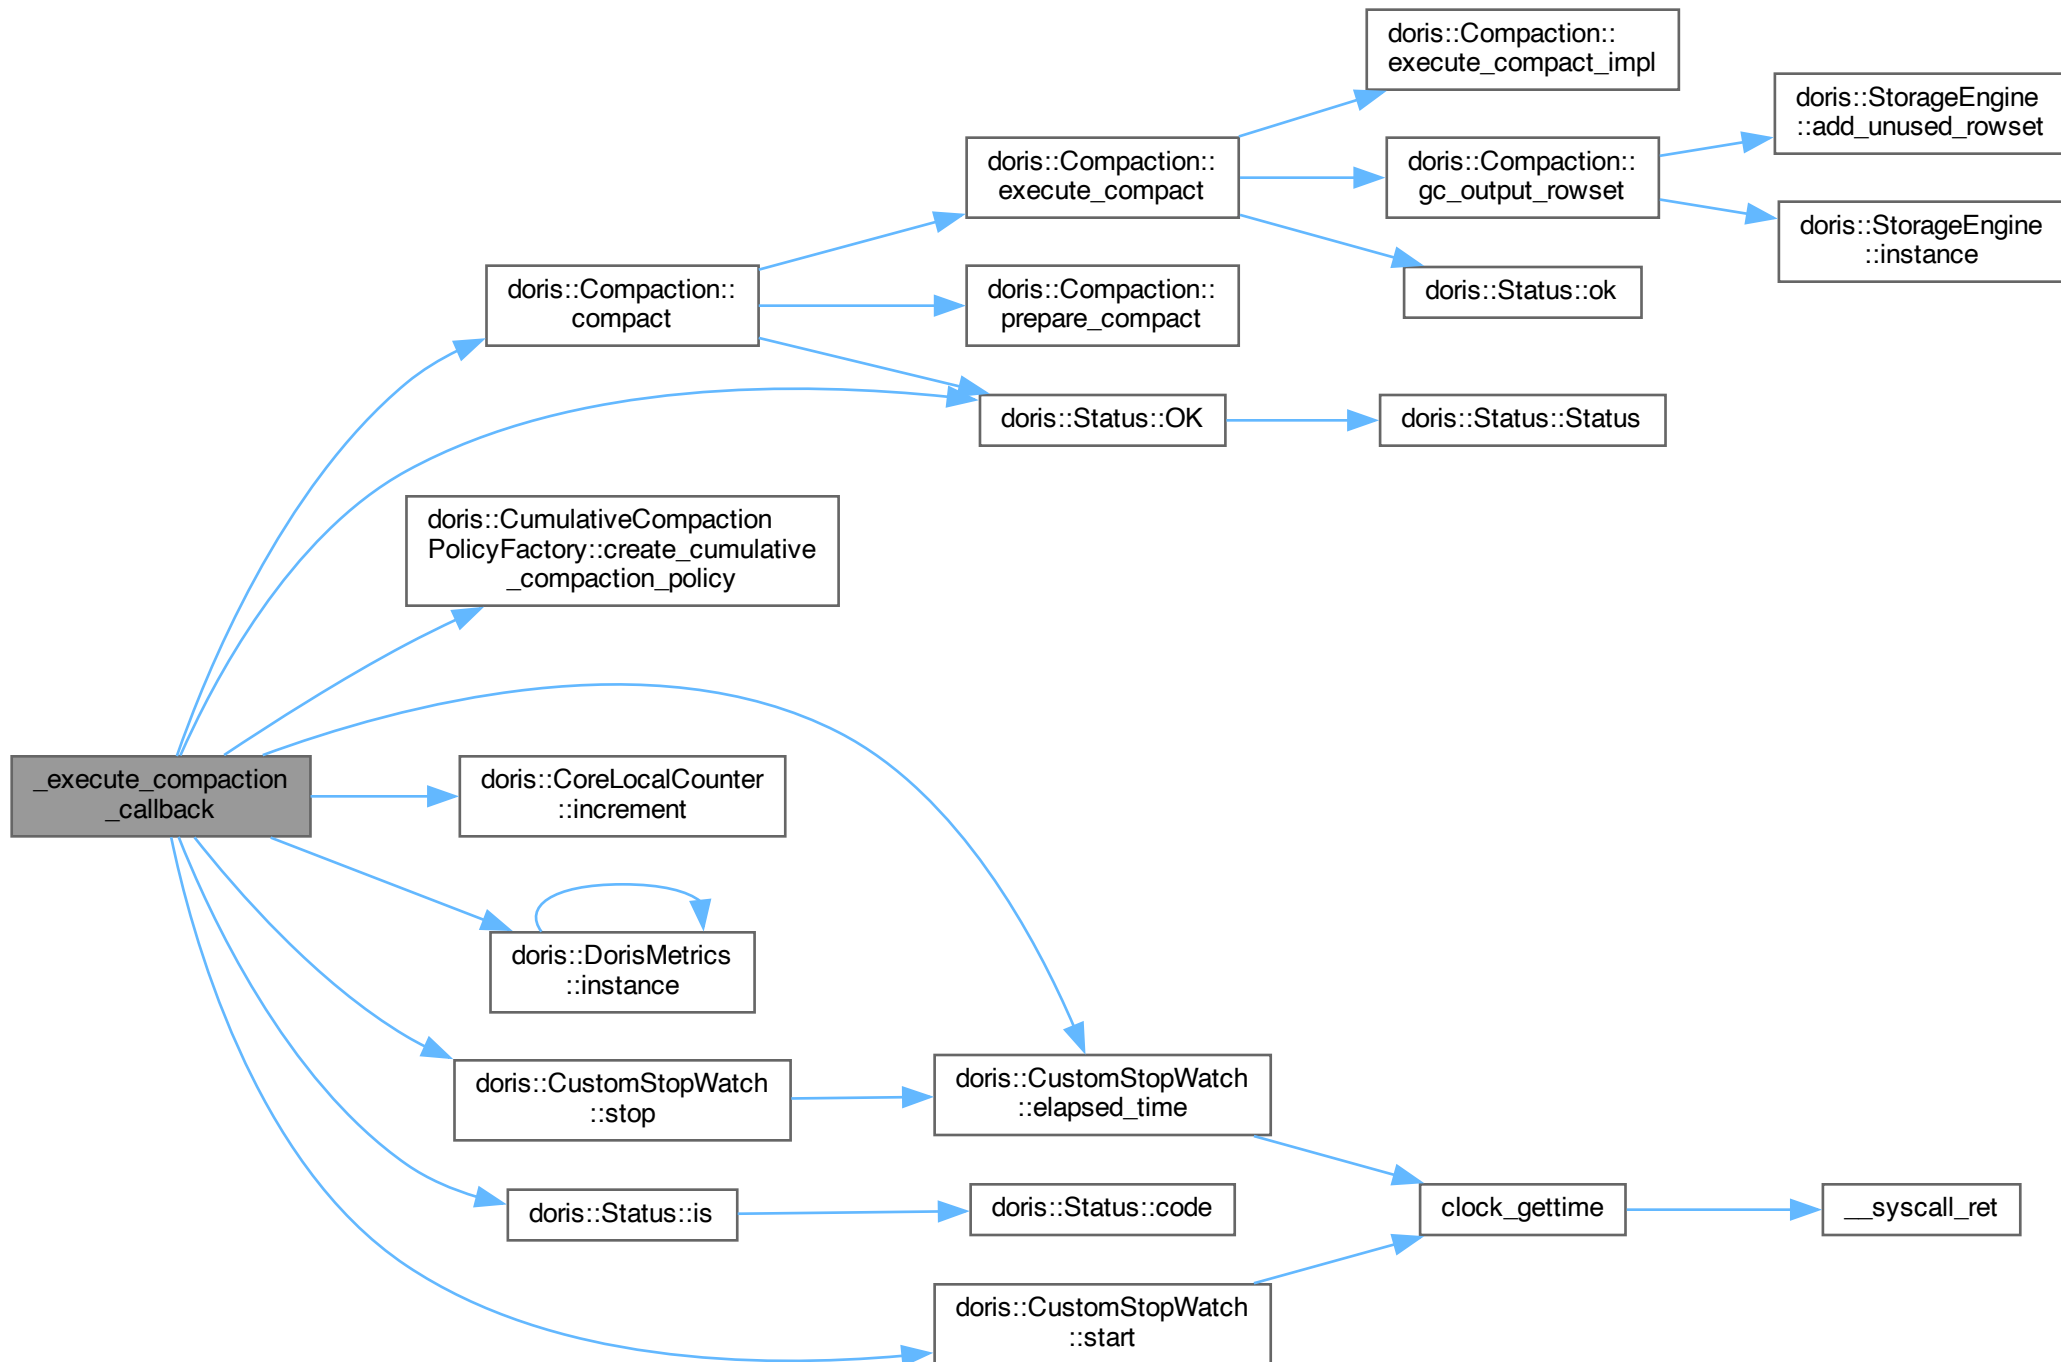 doris::Compaction::
execute_compact_impl
doris::StorageEngine
::add_unused_rowset
doris::Compaction::
execute_compact
doris::Compaction::
gc_output_rowset
doris::StorageEngine
::instance
doris::Compaction::
compact
doris::Compaction::
prepare_compact
doris::Status::ok
doris::Status::OK
doris::Status::Status
doris::CumulativeCompaction
PolicyFactory::create_cumulative
_compaction_policy
_execute_compaction
_callback
doris::CoreLocalCounter
::increment
doris::DorisMetrics
::instance
doris::CustomStopWatch
::stop
doris::CustomStopWatch
::elapsed_time
doris::Status::is
doris::Status::code
clock_gettime
__syscall_ret
doris::CustomStopWatch
::start